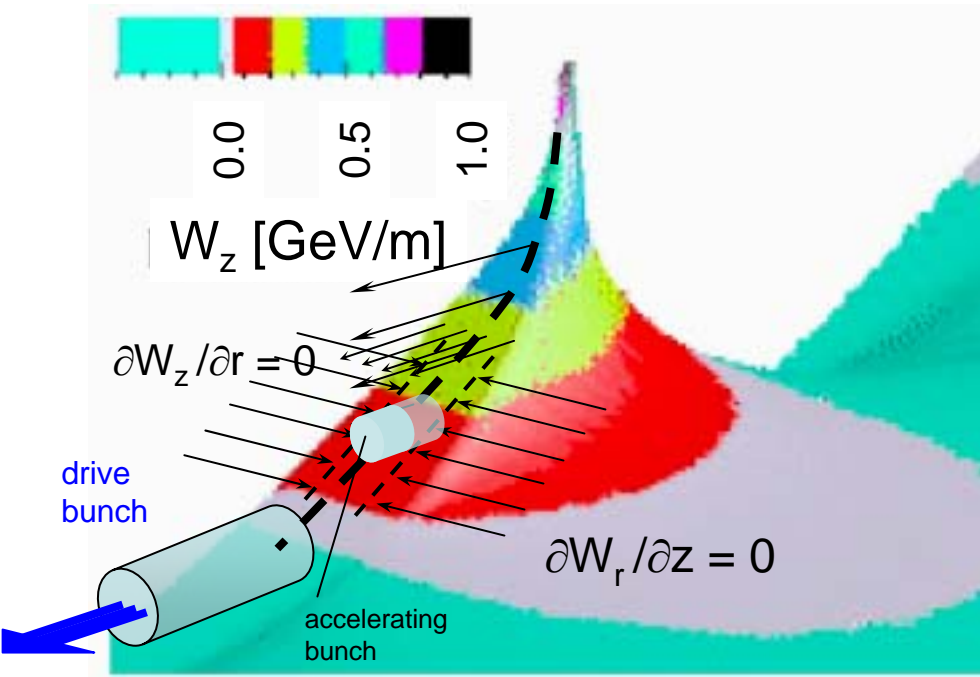 0.0
0.5
1.0
W_z [GeV/m]
∂W_z/∂r = 0
drive
bunch
∂W_r/∂z = 0
accelerating
bunch